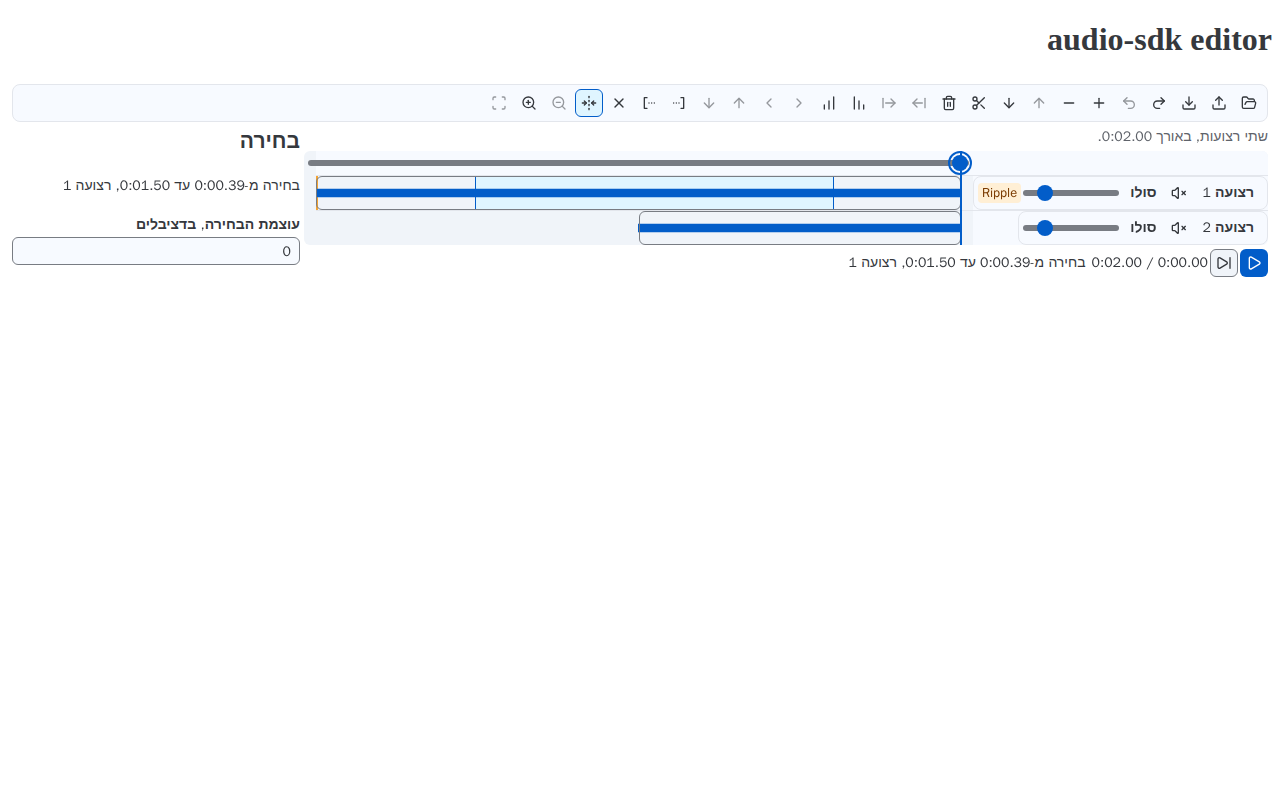 audio-sdk editor
שתי רצועות, באורך 0:02.00.
רצועה 1 סולו Ripple
רצועה 2 סולו
0:00.00 / 0:02.00 בחירה מ-0:00.39 עד 0:01.50, רצועה 1
בחירה
בחירה מ-0:00.39 עד 0:01.50, רצועה 1
עוצמת הבחירה, בדציבלים
0